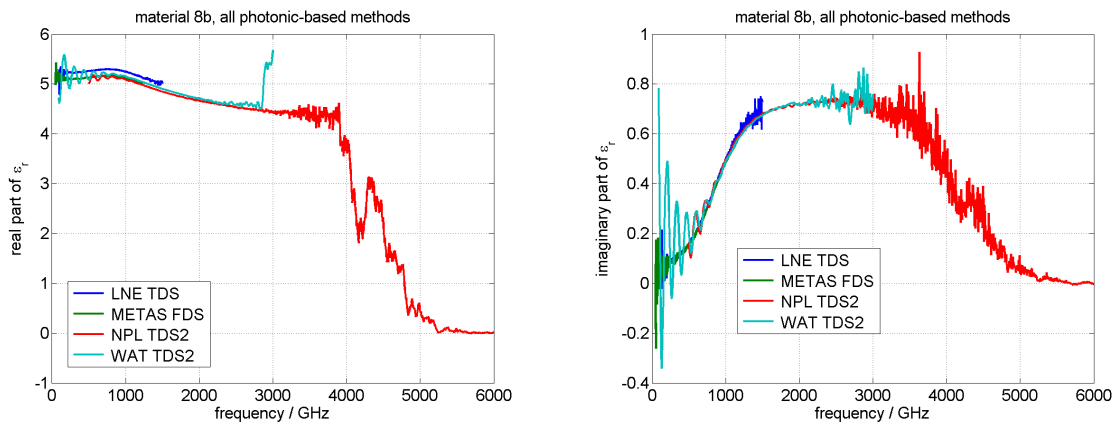 material 8b, all photonic-based methods
6
5
4
3
2
1
0
-1
real part of εr
LNE TDS
METAS FDS
NPL TDS2
WAT TDS2
0 1000 2000 3000 4000 5000 6000
frequency / GHz
material 8b, all photonic-based methods
1
0.8
0.6
0.4
0.2
0
-0.2
-0.4
imaginary part of εr
LNE TDS
METAS FDS
NPL TDS2
WAT TDS2
0 1000 2000 3000 4000 5000 6000
frequency / GHz